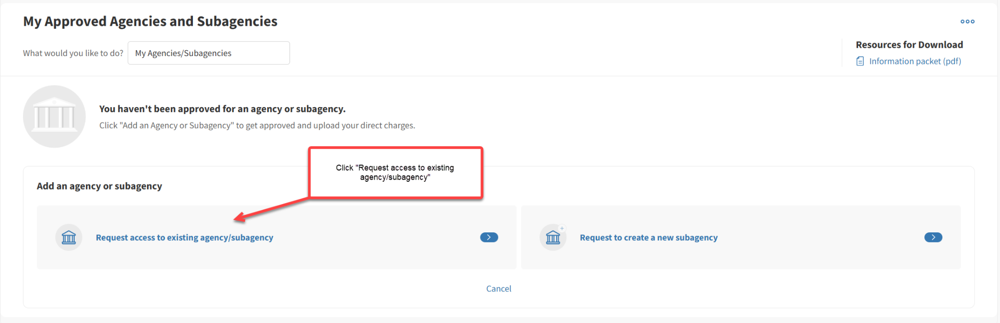 My Approved Agencies and Subagencies
What would you like to do? My Agencies/Subagencies
Resources for Download
Information packet (pdf)
You haven't been approved for an agency or subagency.
Click "Add an Agency or Subagency" to get approved and upload your direct charges.
Click "Request access to existing
agency/subagency"
Add an agency or subagency
Request access to existing agency/subagency
Request to create a new subagency
Cancel